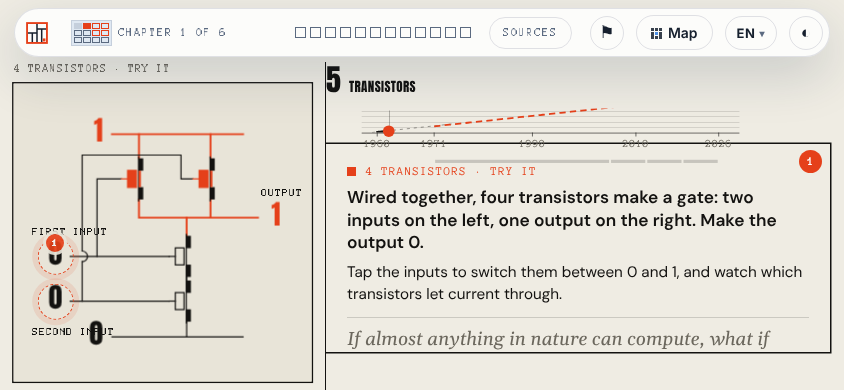 CHAPTER 1 OF 6
SOURCES
Map
EN
4 TRANSISTORS · TRY IT
1
OUTPUT
1
FIRST INPUT
1
0
0
SECOND INPUT
0
5 TRANSISTORS
1960 1971 1990 2010 2026
1
4 TRANSISTORS · TRY IT
Wired together, four transistors make a gate: two
inputs on the left, one output on the right. Make the
output 0.
Tap the inputs to switch them between 0 and 1, and watch which
transistors let current through.
If almost anything in nature can compute, what if